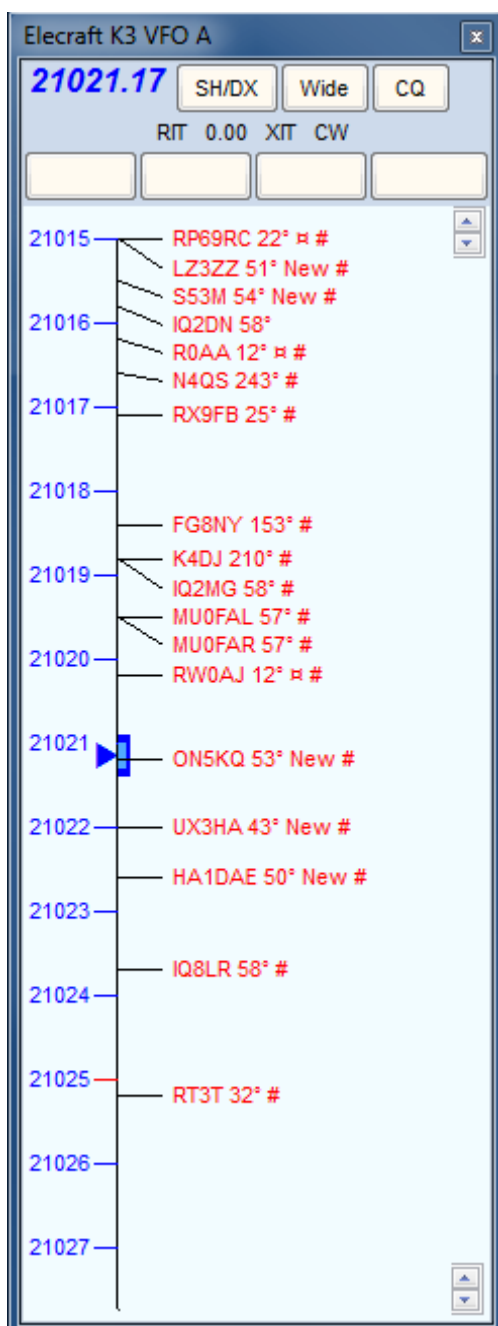 Elecraft K3 VFO A
21021.17 SH/DX Wide CQ
RIT 0.00 XIT CW
21015 RP69RC 22° ¤ #
LZ3ZZ 51° New #
S53M 54° New #
21016 IQ2DN 58°
R0AA 12° ¤ #
N4QS 243° #
21017 RX9FB 25° #
21018
FG8NY 153° #
K4DJ 210° #
21019 IQ2MG 58° #
MU0FAL 57° #
MU0FAR 57° #
21020 RW0AJ 12° ¤ #
21021 ON5KQ 53° New #
21022 UX3HA 43° New #
HA1DAE 50° New #
21023
IQ8LR 58° #
21024
21025 RT3T 32° #
21026
21027